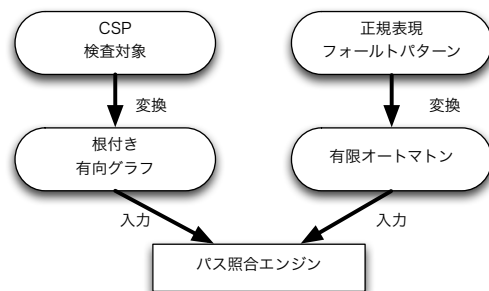 CSP
検査対象
正規表現
フォールトパターン
変換
変換
根付き
有向グラフ
有限オートマトン
入力
入力
パス照合エンジン